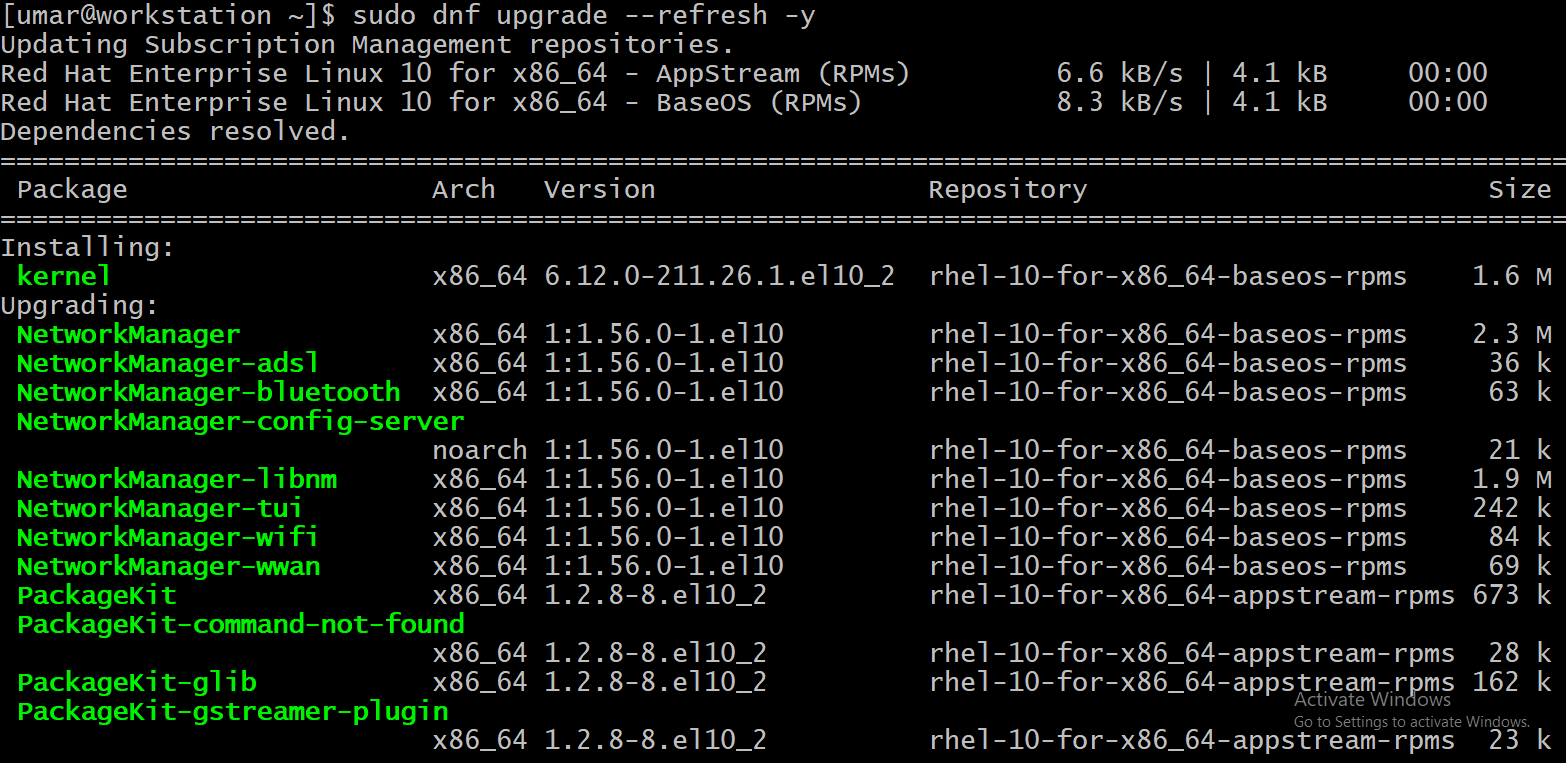 [umar@workstation ~]$ sudo dnf upgrade --refresh -y
Updating Subscription Management repositories.
Red Hat Enterprise Linux 10 for x86_64 - AppStream (RPMs) 6.6 kB/s | 4.1 kB 00:00
Red Hat Enterprise Linux 10 for x86_64 - BaseOS (RPMs) 8.3 kB/s | 4.1 kB 00:00
Dependencies resolved.
==================================================================================================
Package Arch Version Repository Size
==================================================================================================
Installing:
kernel x86_64 6.12.0-211.26.1.el10_2 rhel-10-for-x86_64-baseos-rpms 1.6 M
Upgrading:
NetworkManager x86_64 1:1.56.0-1.el10 rhel-10-for-x86_64-baseos-rpms 2.3 M
NetworkManager-adsl x86_64 1:1.56.0-1.el10 rhel-10-for-x86_64-baseos-rpms 36 k
NetworkManager-bluetooth x86_64 1:1.56.0-1.el10 rhel-10-for-x86_64-baseos-rpms 63 k
NetworkManager-config-server
noarch 1:1.56.0-1.el10 rhel-10-for-x86_64-baseos-rpms 21 k
NetworkManager-libnm x86_64 1:1.56.0-1.el10 rhel-10-for-x86_64-baseos-rpms 1.9 M
NetworkManager-tui x86_64 1:1.56.0-1.el10 rhel-10-for-x86_64-baseos-rpms 242 k
NetworkManager-wifi x86_64 1:1.56.0-1.el10 rhel-10-for-x86_64-baseos-rpms 84 k
NetworkManager-wwan x86_64 1:1.56.0-1.el10 rhel-10-for-x86_64-baseos-rpms 69 k
PackageKit x86_64 1.2.8-8.el10_2 rhel-10-for-x86_64-appstream-rpms 673 k
PackageKit-command-not-found
x86_64 1.2.8-8.el10_2 rhel-10-for-x86_64-appstream-rpms 28 k
PackageKit-glib x86_64 1.2.8-8.el10_2 rhel-10-for-x86_64-appstream-rpms 162 k
Activate Windows
PackageKit-gstreamer-plugin
Go to Settings to activate Windows.
x86_64 1.2.8-8.el10_2 rhel-10-for-x86_64-appstream-rpms 23 k